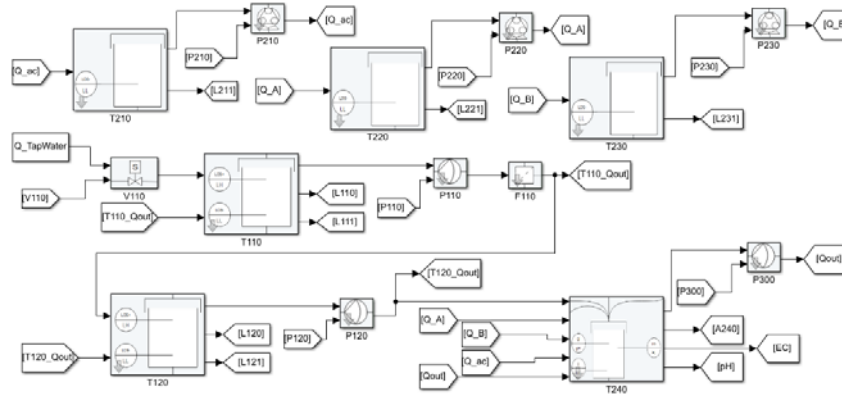 [Q_ac]
[P210]
P210
[Q_ac]
[L211]
T210
[Q_A]
[P220]
P220
[Q_A]
[L221]
T220
[Q_B]
[P230]
P230
[L231]
T230
Q_TapWater
[V110]
V110
[T110_Qout]
[L110]
[L111]
T110
[P110]
P110
F110
[T110_Qout]
[T120_Qout]
[L120]
[L121]
T120
[P120]
P120
[T120_Qout]
[Q_A]
[Q_B]
[Q_ac]
[Qout]
T240
[P300]
P300
[Qout]
[A240]
[EC]
[pH]